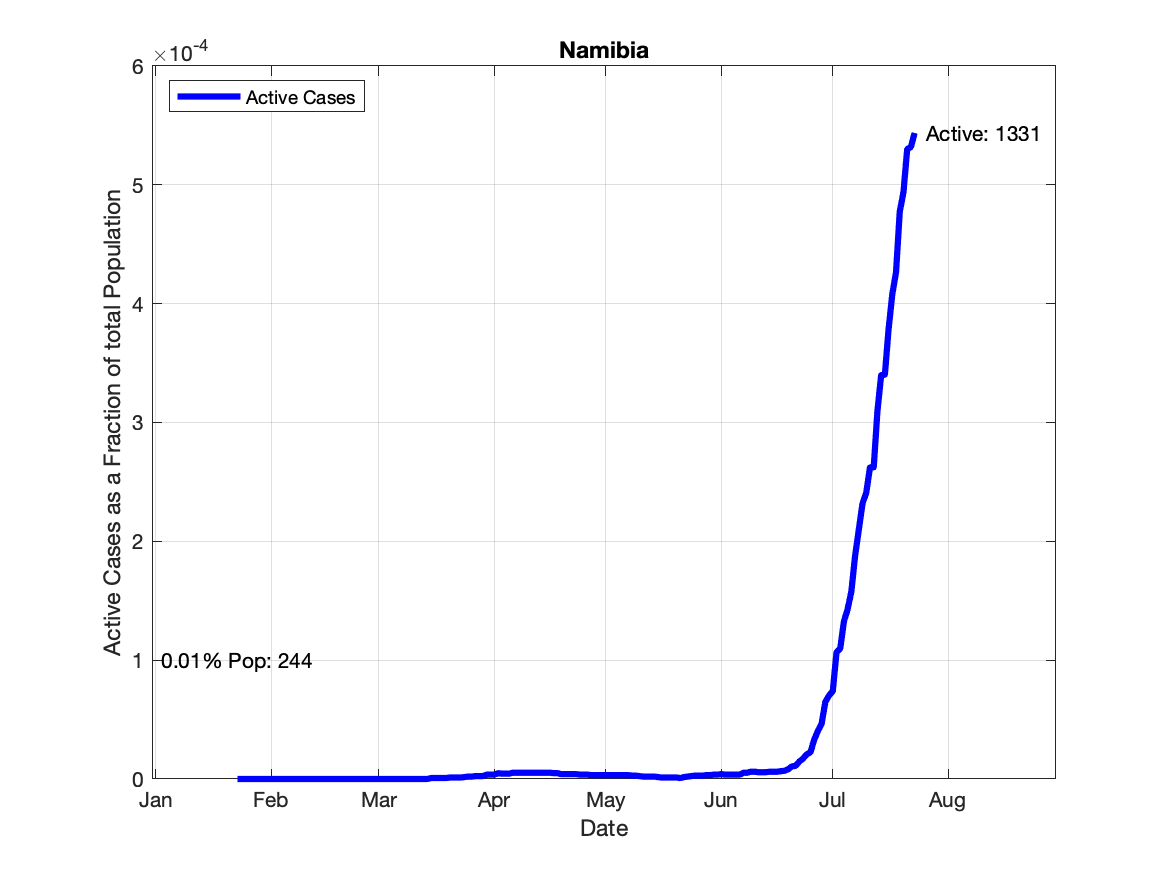 Namibia
×10-4
Active Cases
Active: 1331
6
5
4
3
2
1
0
0.01% Pop: 244
Active Cases as a Fraction of total Population
Jan Feb Mar Apr May Jun Jul Aug
Date